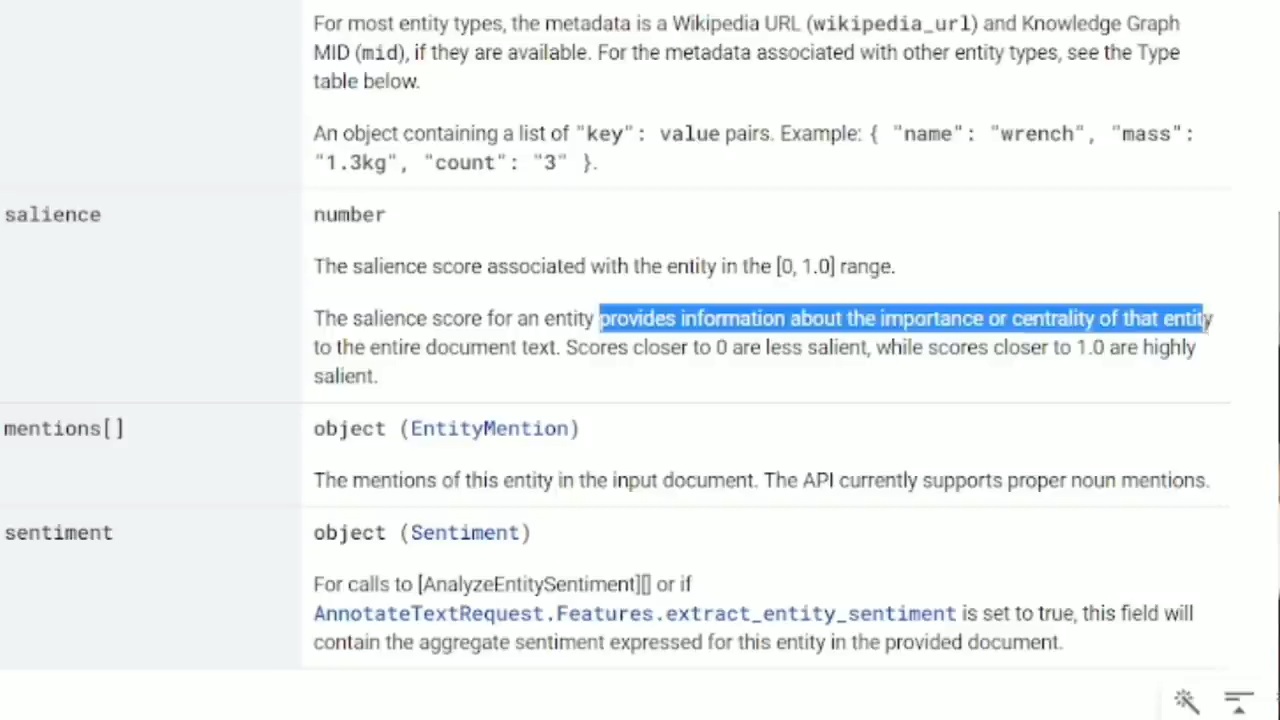 For most entity types, the metadata is a Wikipedia URL (wikipedia_url) and Knowledge Graph
MID (mid), if they are available. For the metadata associated with other entity types, see the Type
table below.
An object containing a list of "key": value pairs. Example: { "name": "wrench", "mass":
"1.3kg", "count": "3" }.
salience
number
The salience score associated with the entity in the [0, 1.0] range.
The salience score for an entity provides information about the importance or centrality of that entity
to the entire document text. Scores closer to 0 are less salient, while scores closer to 1.0 are highly
salient.
mentions[]
object (EntityMention)
The mentions of this entity in the input document. The API currently supports proper noun mentions.
sentiment
object (Sentiment)
For calls to [AnalyzeEntitySentiment][] or if
AnnotateTextRequest.Features.extract_entity_sentiment is set to true, this field will
contain the aggregate sentiment expressed for this entity in the provided document.